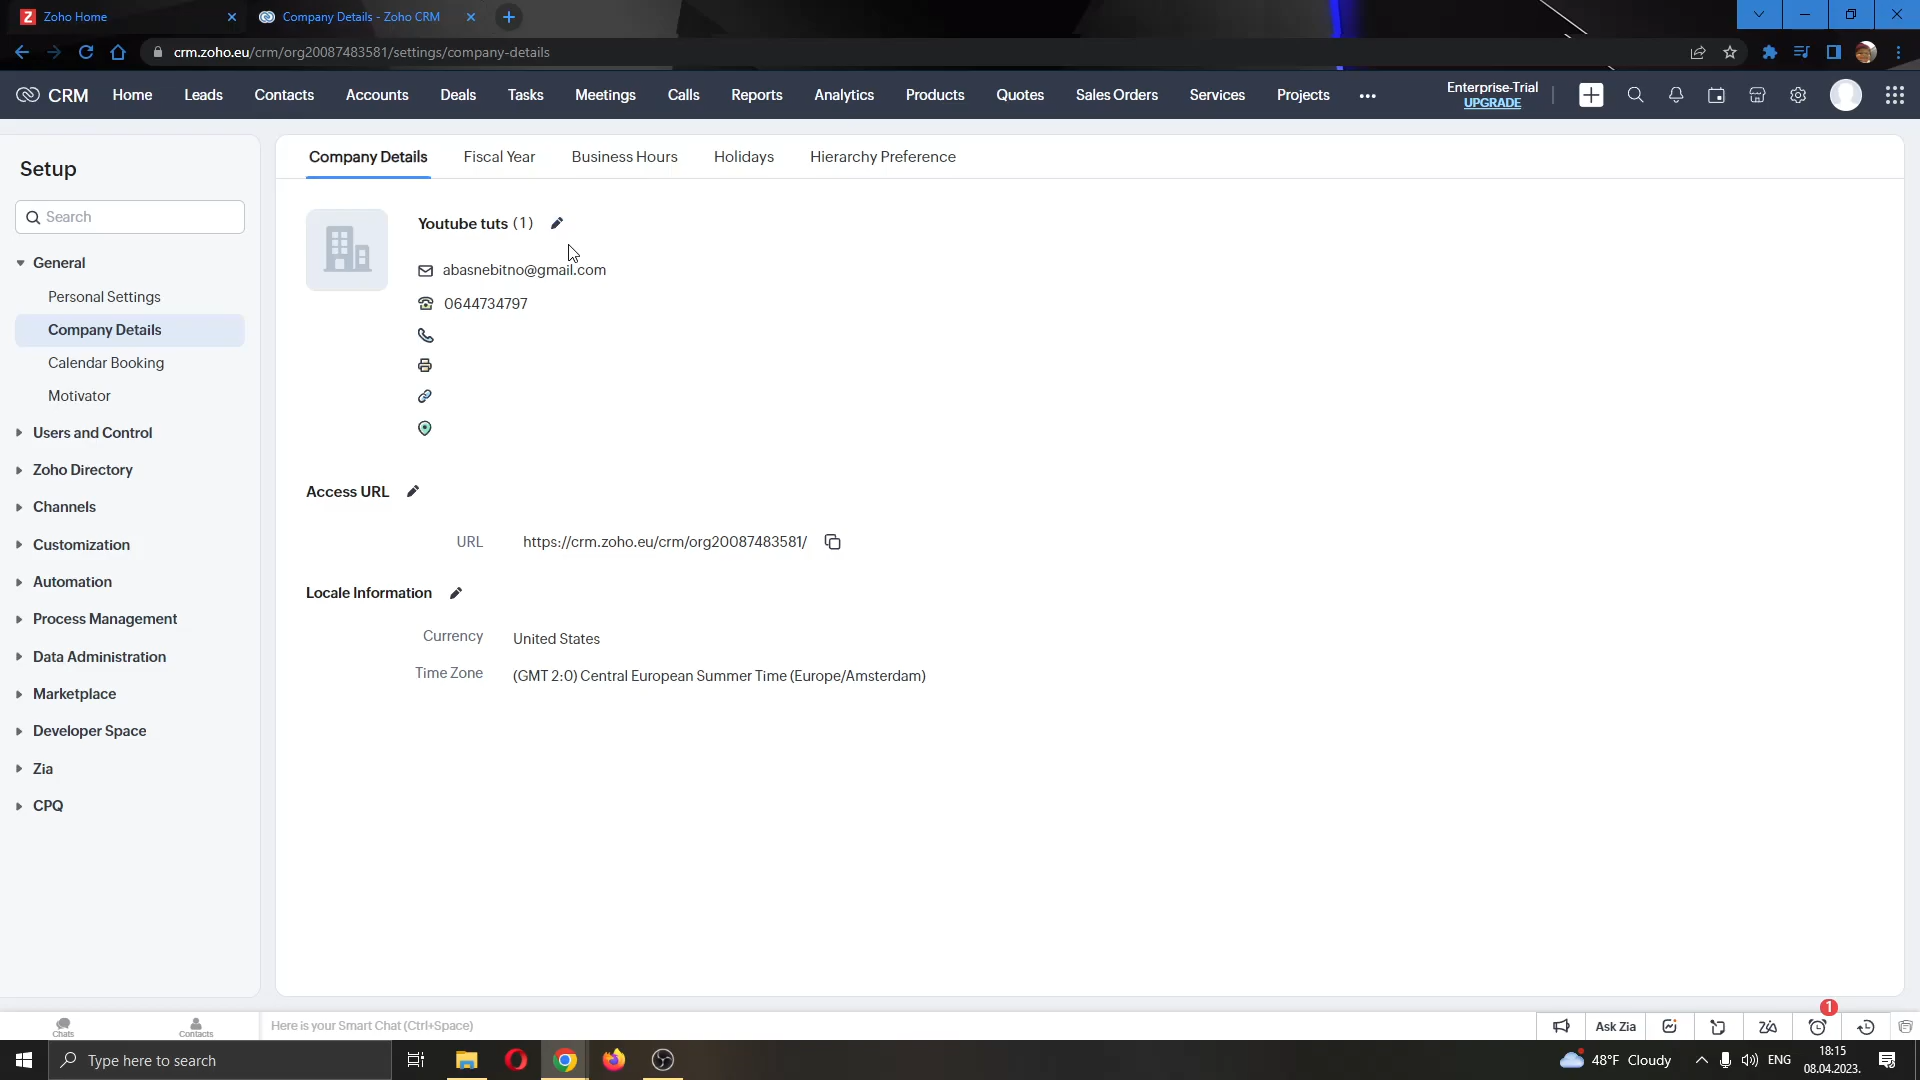 Zoho Home
Company Details - Zoho CRM
crm.zoho.eu/crm/org20087483581/settings/company-details
CRM Home Leads Contacts Accounts Deals Tasks Meetings Calls Reports Analytics Products Quotes Sales Orders Services Projects
Enterprise-Trial
UPGRADE
Setup
Search
General
Personal Settings
Company Details
Calendar Booking
Motivator
Users and Control
Zoho Directory
Channels
Customization
Automation
Process Management
Data Administration
Marketplace
Developer Space
Zia
CPQ
Company Details Fiscal Year Business Hours Holidays Hierarchy Preference
Youtube tuts (1)
abasnebitno@gmail.com
0644734797
Access URL
URL https://crm.zoho.eu/crm/org20087483581/
Locale Information
Currency United States
Time Zone (GMT 2:0) Central European Summer Time (Europe/Amsterdam)
Chats
Contacts
Here is your Smart Chat (Ctrl+Space)
Ask Zia
1
Type here to search
48°F Cloudy
ENG
18:15
08.04.2023.